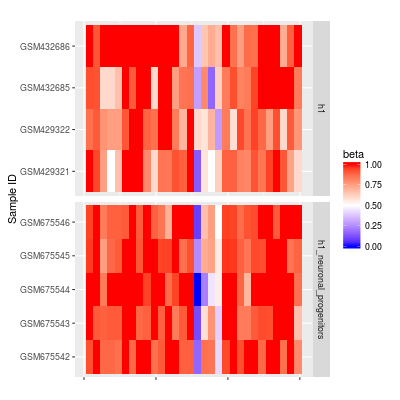 Sample ID
GSM432686
GSM432685
GSM429322
GSM429321
h1
GSM675546
GSM675545
GSM675544
GSM675543
GSM675542
h1_neuronal_progenitors
beta
1.00
0.75
0.50
0.25
0.00